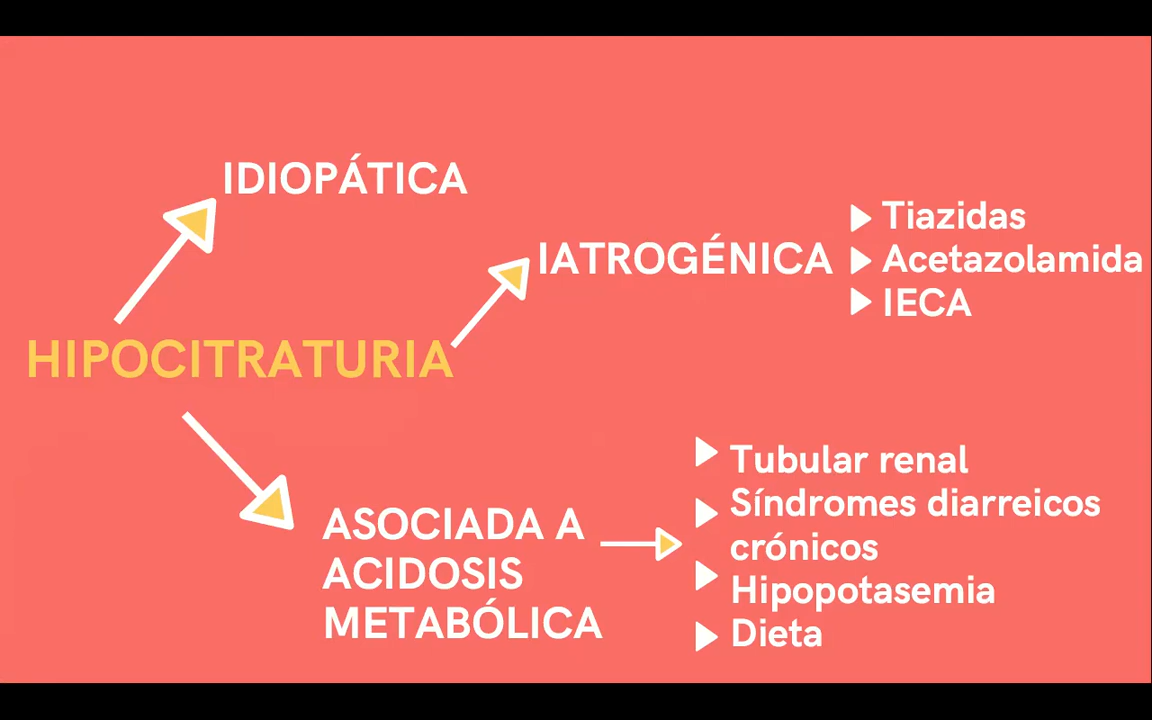 IDIOPÁTICA
IATROGÉNICA
Tiazidas
Acetazolamida
IECA
HIPOCITRATURIA
ASOCIADA A
ACIDOSIS
METABÓLICA
Tubular renal
Síndromes diarreicos
crónicos
Hipopotasemia
Dieta